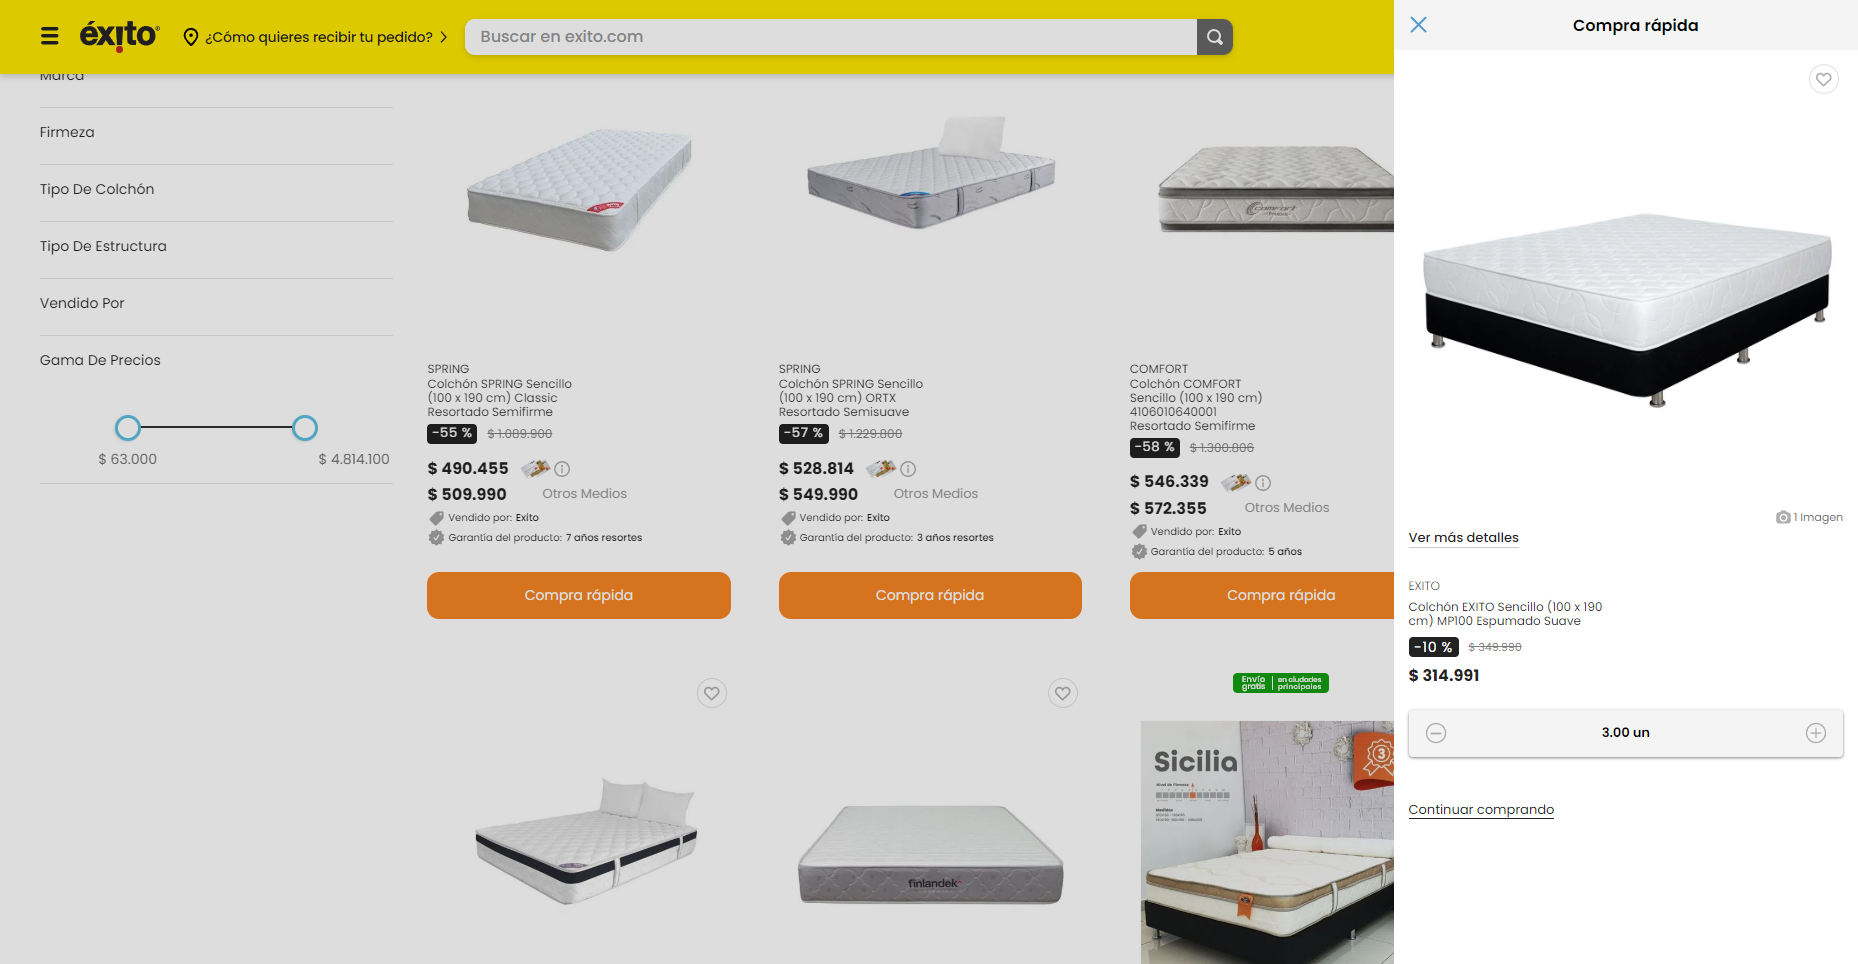 éxito
¿Cómo quieres recibir tu pedido?
Buscar en exito.com
Marca
Firmeza
Tipo De Colchón
Tipo De Estructura
Vendido Por
Gama De Precios
$ 63.000
$ 4.814.100
SPRING
Colchón SPRING Sencillo
(100 x 190 cm) Classic
Resortado Semifirme
-55 % $ 1.089.900
$ 490.455
$ 509.990 Otros Medios
Vendido por: Exito
Garantía del producto: 7 años resortes
Compra rápida
SPRING
Colchón SPRING Sencillo
(100 x 190 cm) ORTX
Resortado Semisuave
-57 % $ 1.229.800
$ 528.814
$ 549.990 Otros Medios
Vendido por: Exito
Garantía del producto: 3 años resortes
Compra rápida
comfort
COMFORT
Colchón COMFORT
Sencillo (100 x 190 cm)
4106010640001
Resortado Semifirme
-58 % $ 1.300.806
$ 546.339
$ 572.355 Otros Medios
Vendido por: Exito
Garantía del producto: 5 años
Compra rápida
finlandek
Envío
gratis
en ciudades
principales
Sicilia
Nivel de Firmeza
Medidas
3
Compra rápida
1 Imagen
Ver más detalles
EXITO
Colchón EXITO Sencillo (100 x 190
cm) MP100 Espumado Suave
-10 % $ 349.990
$ 314.991
3.00 un
Continuar comprando